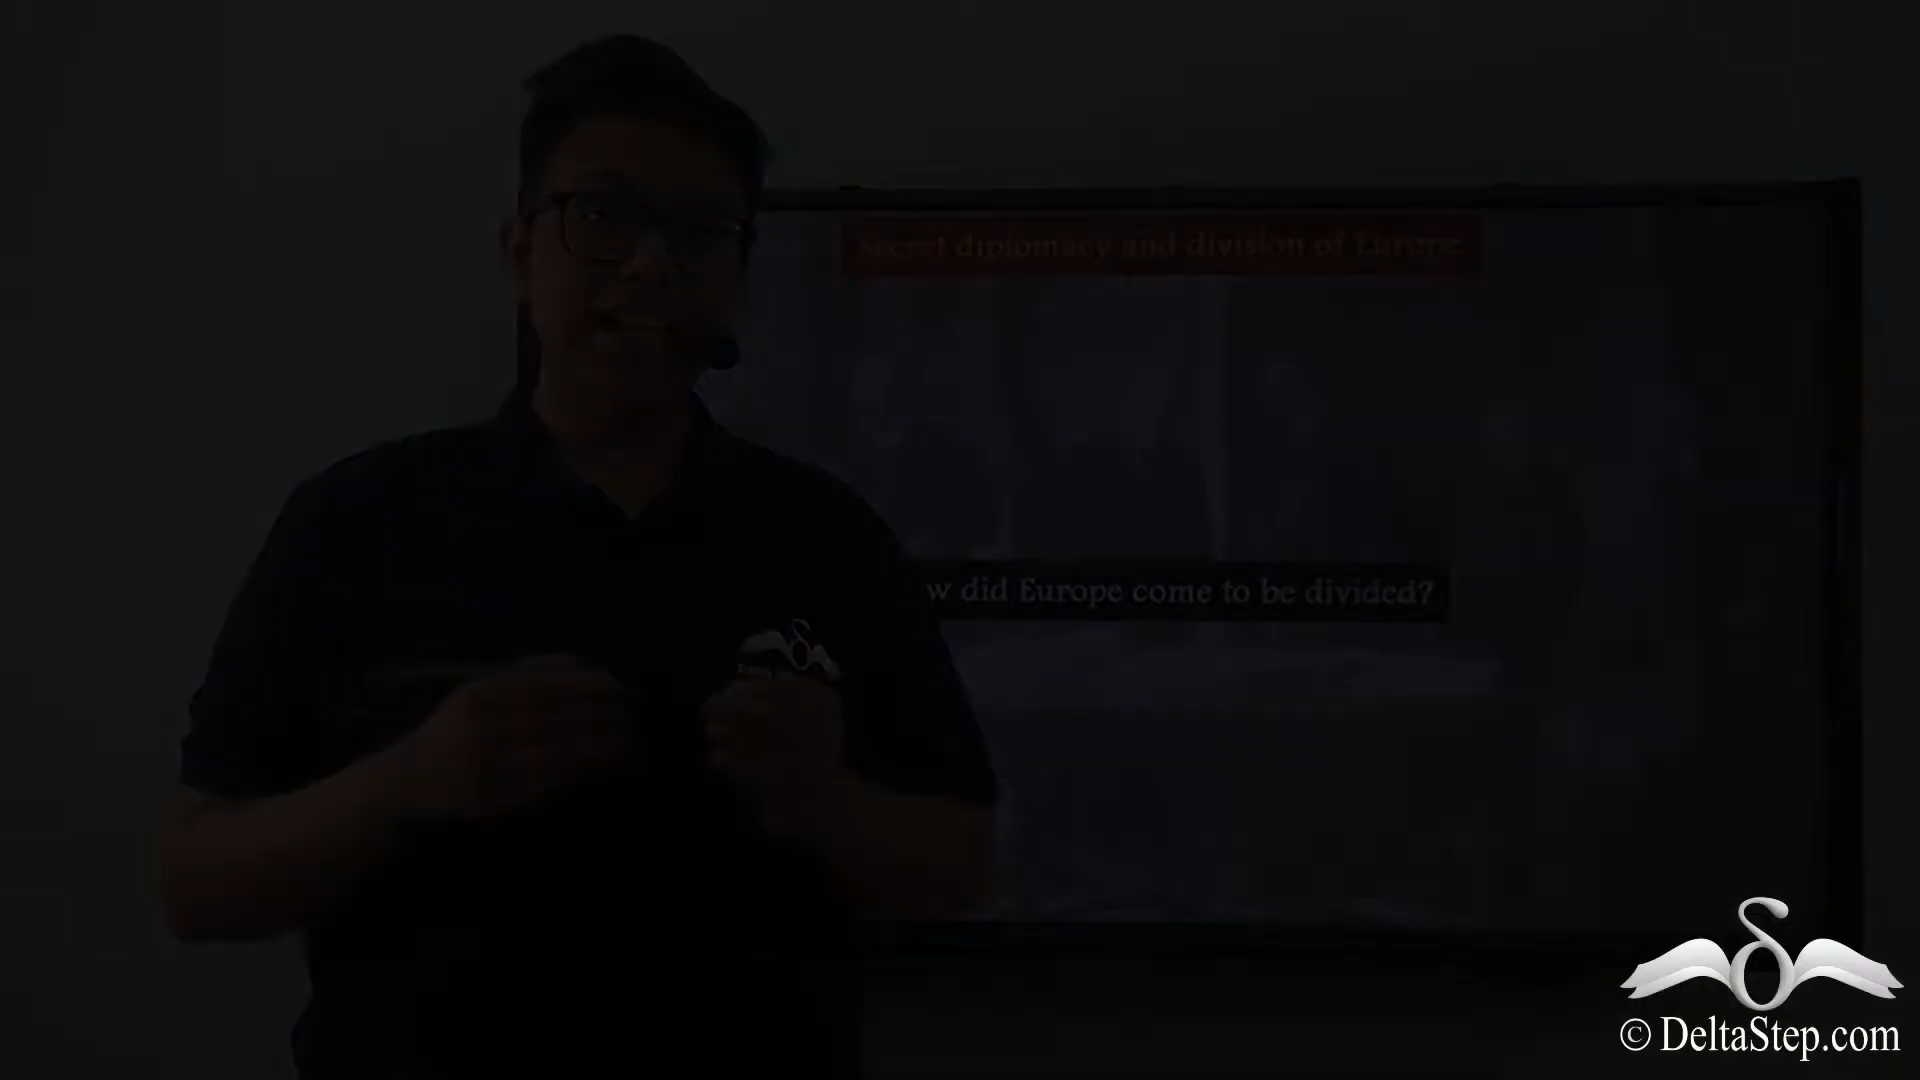 Secret diplomacy and division of Europe
did Europe come to be divided?
© DeltaStep.com